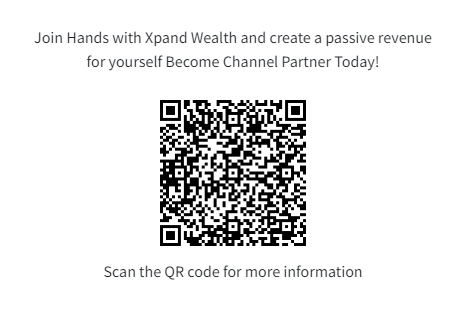 Join Hands with Xpand Wealth and create a passive revenue
for yourself Become Channel Partner Today!
Scan the QR code for more information